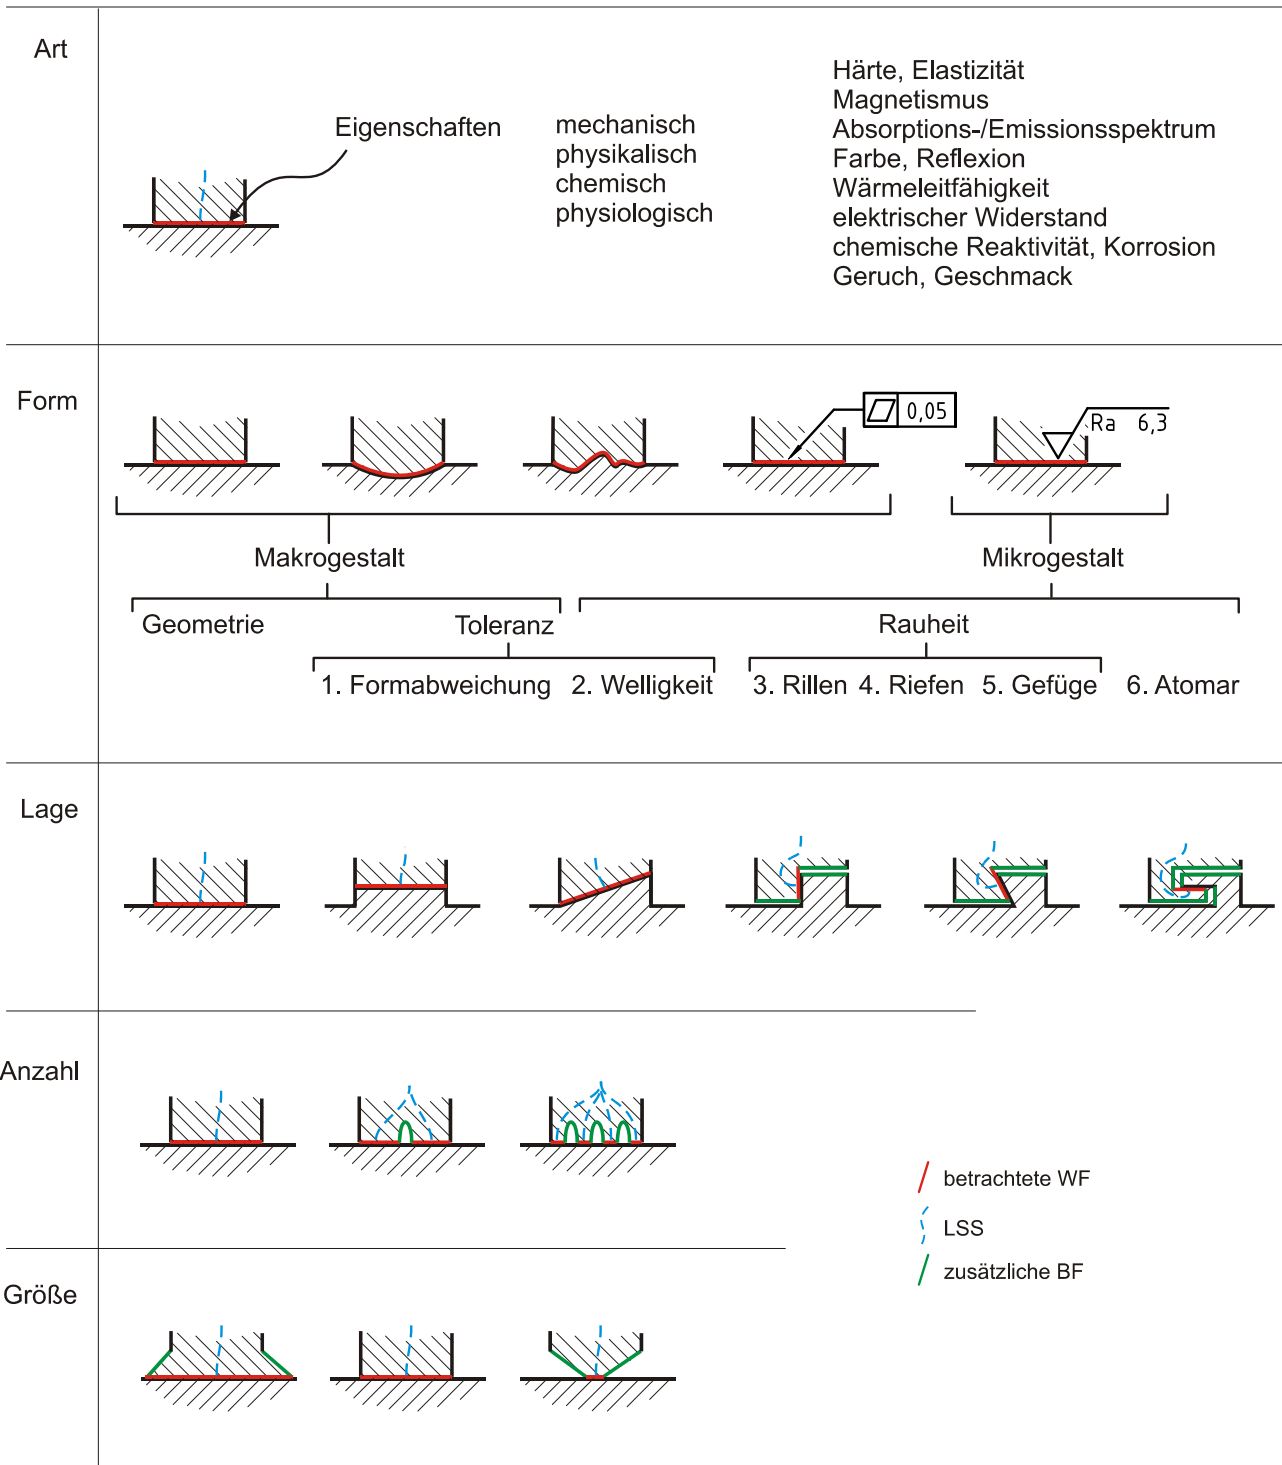 Art
Eigenschaften
mechanisch
physikalisch
chemisch
physiologisch
Härte, Elastizität
Magnetismus
Absorptions-/Emissionsspektrum
Farbe, Reflexion
Wärmeleitfähigkeit
elektrischer Widerstand
chemische Reaktivität, Korrosion
Geruch, Geschmack
Form
0,05
Ra 6,3
Makrogestalt
Mikrogestalt
Geometrie
Toleranz
Rauheit
1. Formabweichung
2. Welligkeit
3. Rillen
4. Riefen
5. Gefüge
6. Atomar
Lage
Anzahl
betrachtete WF
LSS
zusätzliche BF
Größe